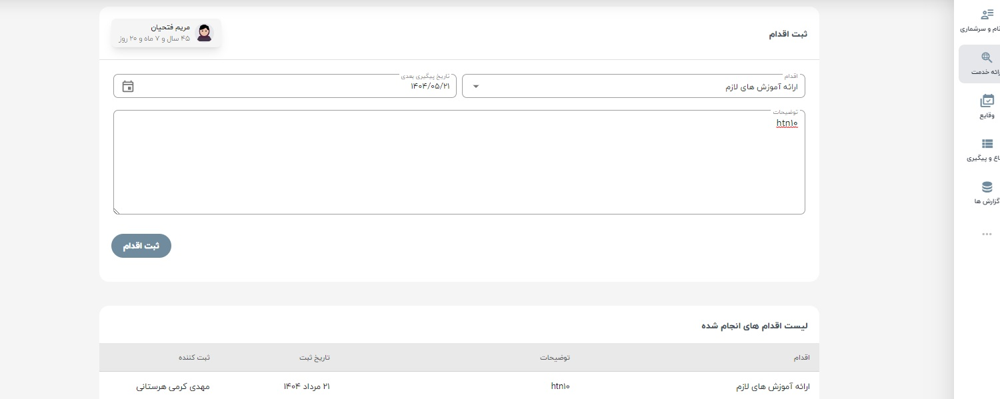 نام و سرشماری
ارائه خدمت
وقایع
اع و پیگیری
گزارش ها
ثبت اقدام
مریم فتحیان
۴۵ سال و ۷ ماه و ۲۰ روز
اقدام
ارائه آموزش های لازم
تاریخ پیگیری بعدی
۱۴۰۴/۰۵/۲۱
توضیحات
htn۱۰
ثبت اقدام
لیست اقدام های انجام شده
اقدام توضیحات تاریخ ثبت ثبت کننده
ارائه آموزش های لازم htn۱۰ ۲۱ مرداد ۱۴۰۴ مهدی کرمی هرستانی